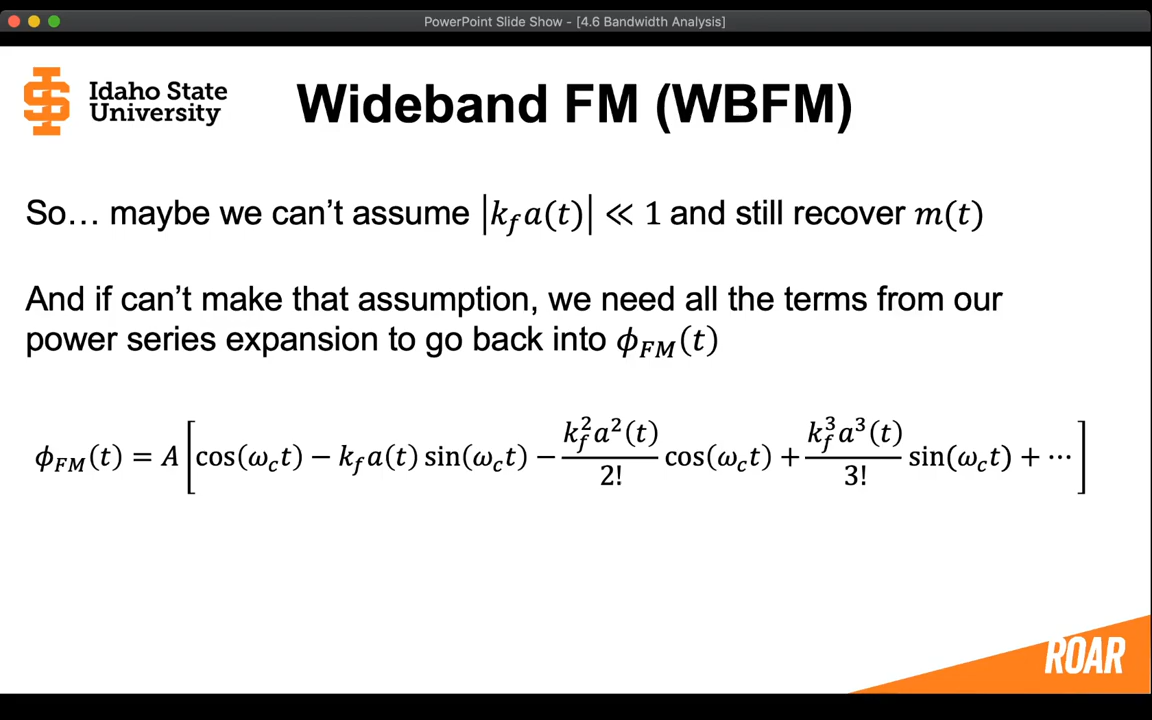 PowerPoint Slide Show - [4.6 Bandwidth Analysis]
Idaho State
University
Wideband FM (WBFM)
So… maybe we can’t assume |k_f a(t)| ≪ 1 and still recover m(t)
And if can’t make that assumption, we need all the terms from our
power series expansion to go back into ϕ_FM(t)
ϕ_FM(t) = A [cos(ω_c t) − k_f a(t) sin(ω_c t) − (k_f^2 a^2(t))/(2!) cos(ω_c t) + (k_f^3 a^3(t))/(3!) sin(ω_c t) + ⋯]
ROAR